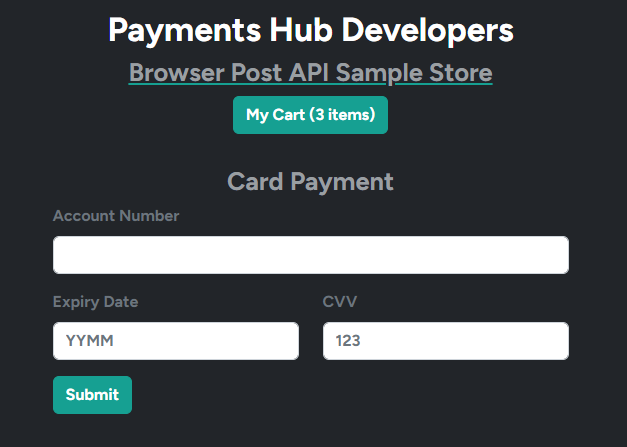 Payments Hub Developers
Browser Post API Sample Store
My Cart (3 items)
Card Payment
Account Number
Expiry Date CVV
YYMM 123
Submit